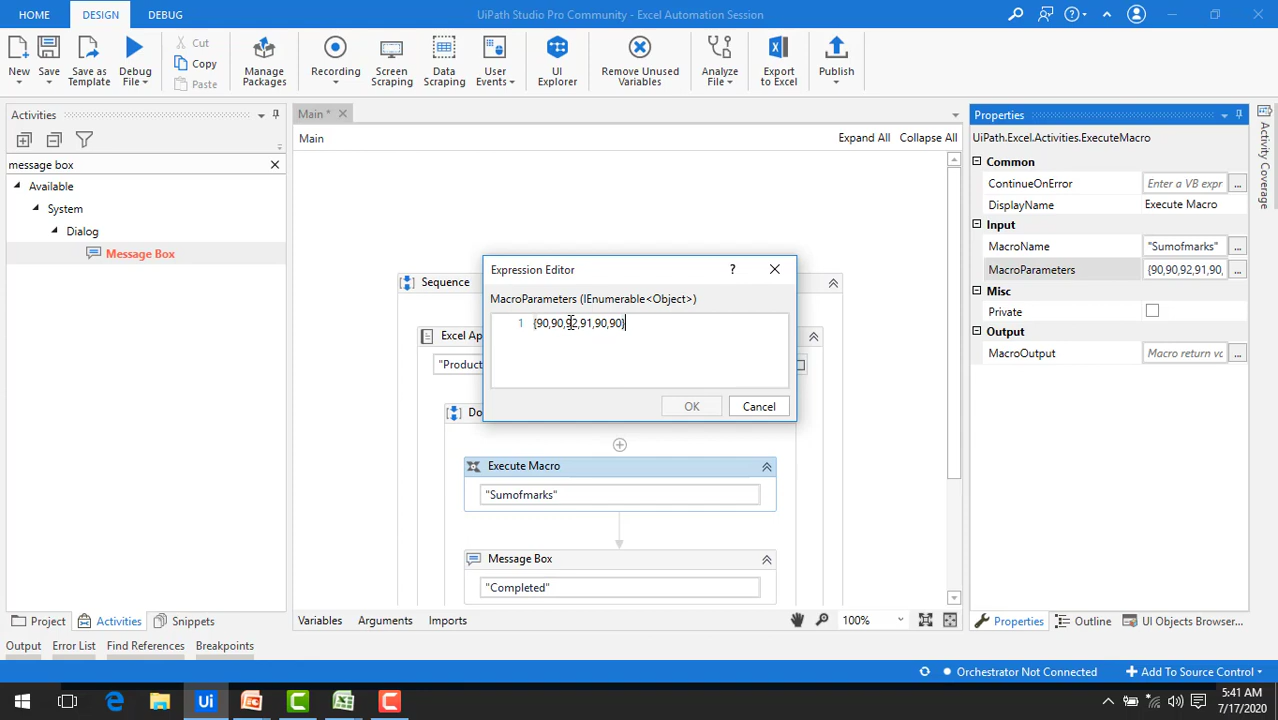 HOME
DESIGN
DEBUG
UiPath Studio Pro Community - Excel Automation Session
New
Save
Save as Template
Debug File
Cut
Copy
Paste
Manage Packages
Recording
Screen Scraping
Data Scraping
User Events
UI Explorer
Remove Unused Variables
Analyze File
Export to Excel
Publish
Activities
message box
Available
System
Dialog
Message Box
Main *
Main
Expand All
Collapse All
Sequence
Excel Ap
"Product
Do
Expression Editor
?
MacroParameters (IEnumerable<Object>)
1
{90,90,92,91,90,90}
OK
Cancel
Execute Macro
"Sumofmarks"
Message Box
"Completed"
Properties
UiPath.Excel.Activities.ExecuteMacro
Common
ContinueOnError
Enter a VB expr
...
DisplayName
Execute Macro
Input
MacroName
"Sumofmarks"
...
MacroParameters
{90,90,92,91,90,
...
Misc
Private
Output
MacroOutput
Macro return va
...
Activity Coverage
Project
Activities
Snippets
Variables
Arguments
Imports
100%
Properties
Outline
UI Objects Browser...
Output
Error List
Find References
Breakpoints
Orchestrator Not Connected
Add To Source Control
Ui
5:41 AM
7/17/2020